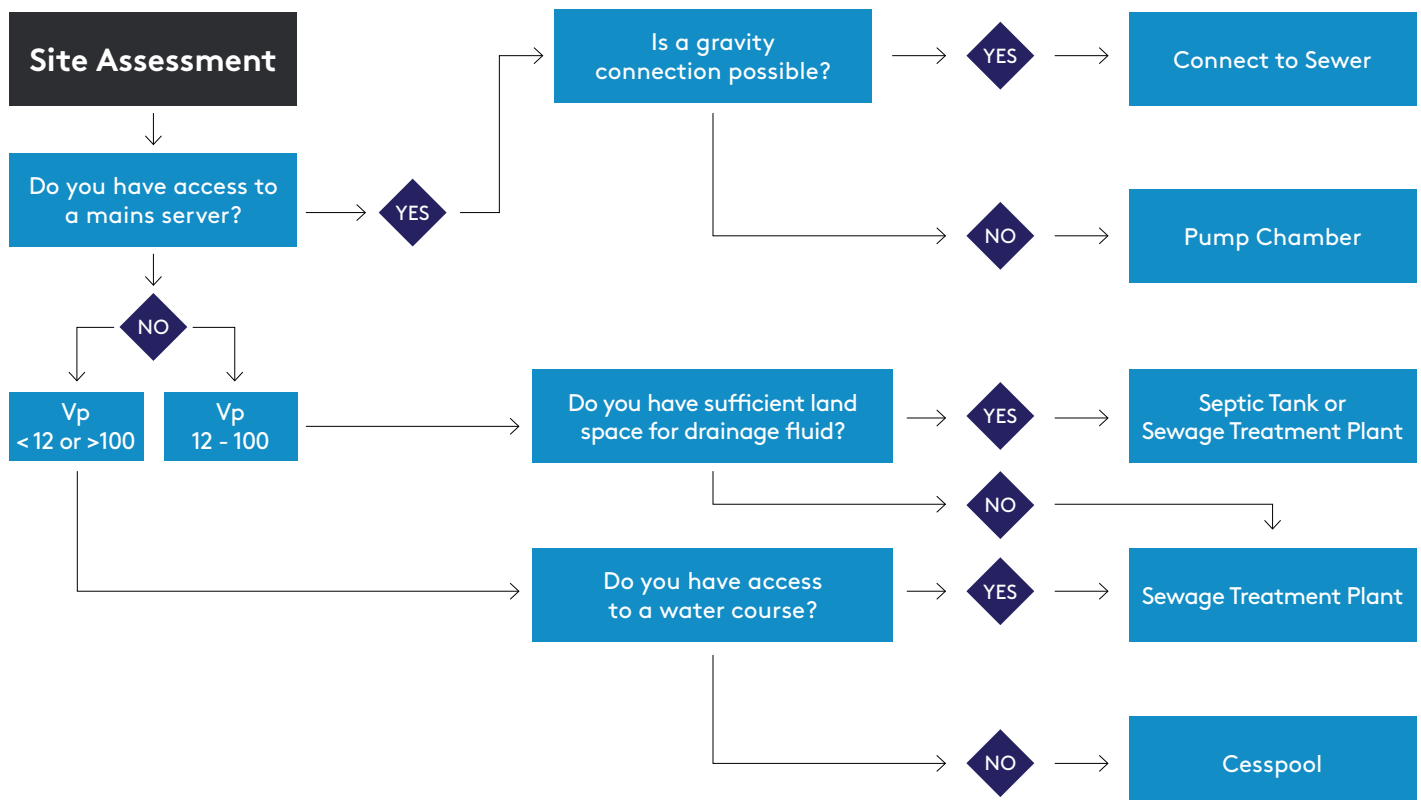 Site Assessment
Is a gravity
connection possible?
YES
Connect to Sewer
Do you have access to
a mains server?
YES
NO
Pump Chamber
NO
Vp
< 12 or >100
Vp
12 - 100
Do you have sufficient land
space for drainage fluid?
YES
Septic Tank or
Sewage Treatment Plant
NO
Do you have access
to a water course?
YES
Sewage Treatment Plant
NO
Cesspool